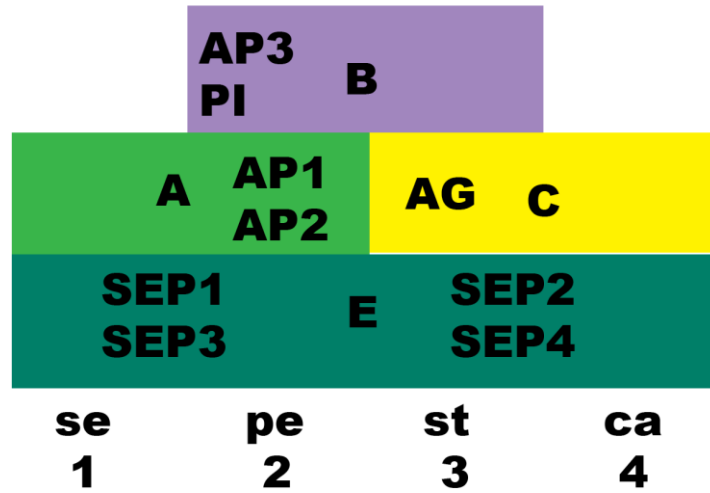 AP3
PI
B
A
AP1
AP2
AG
C
SEP1
SEP3
E
SEP2
SEP4
se pe st ca
1 2 3 4